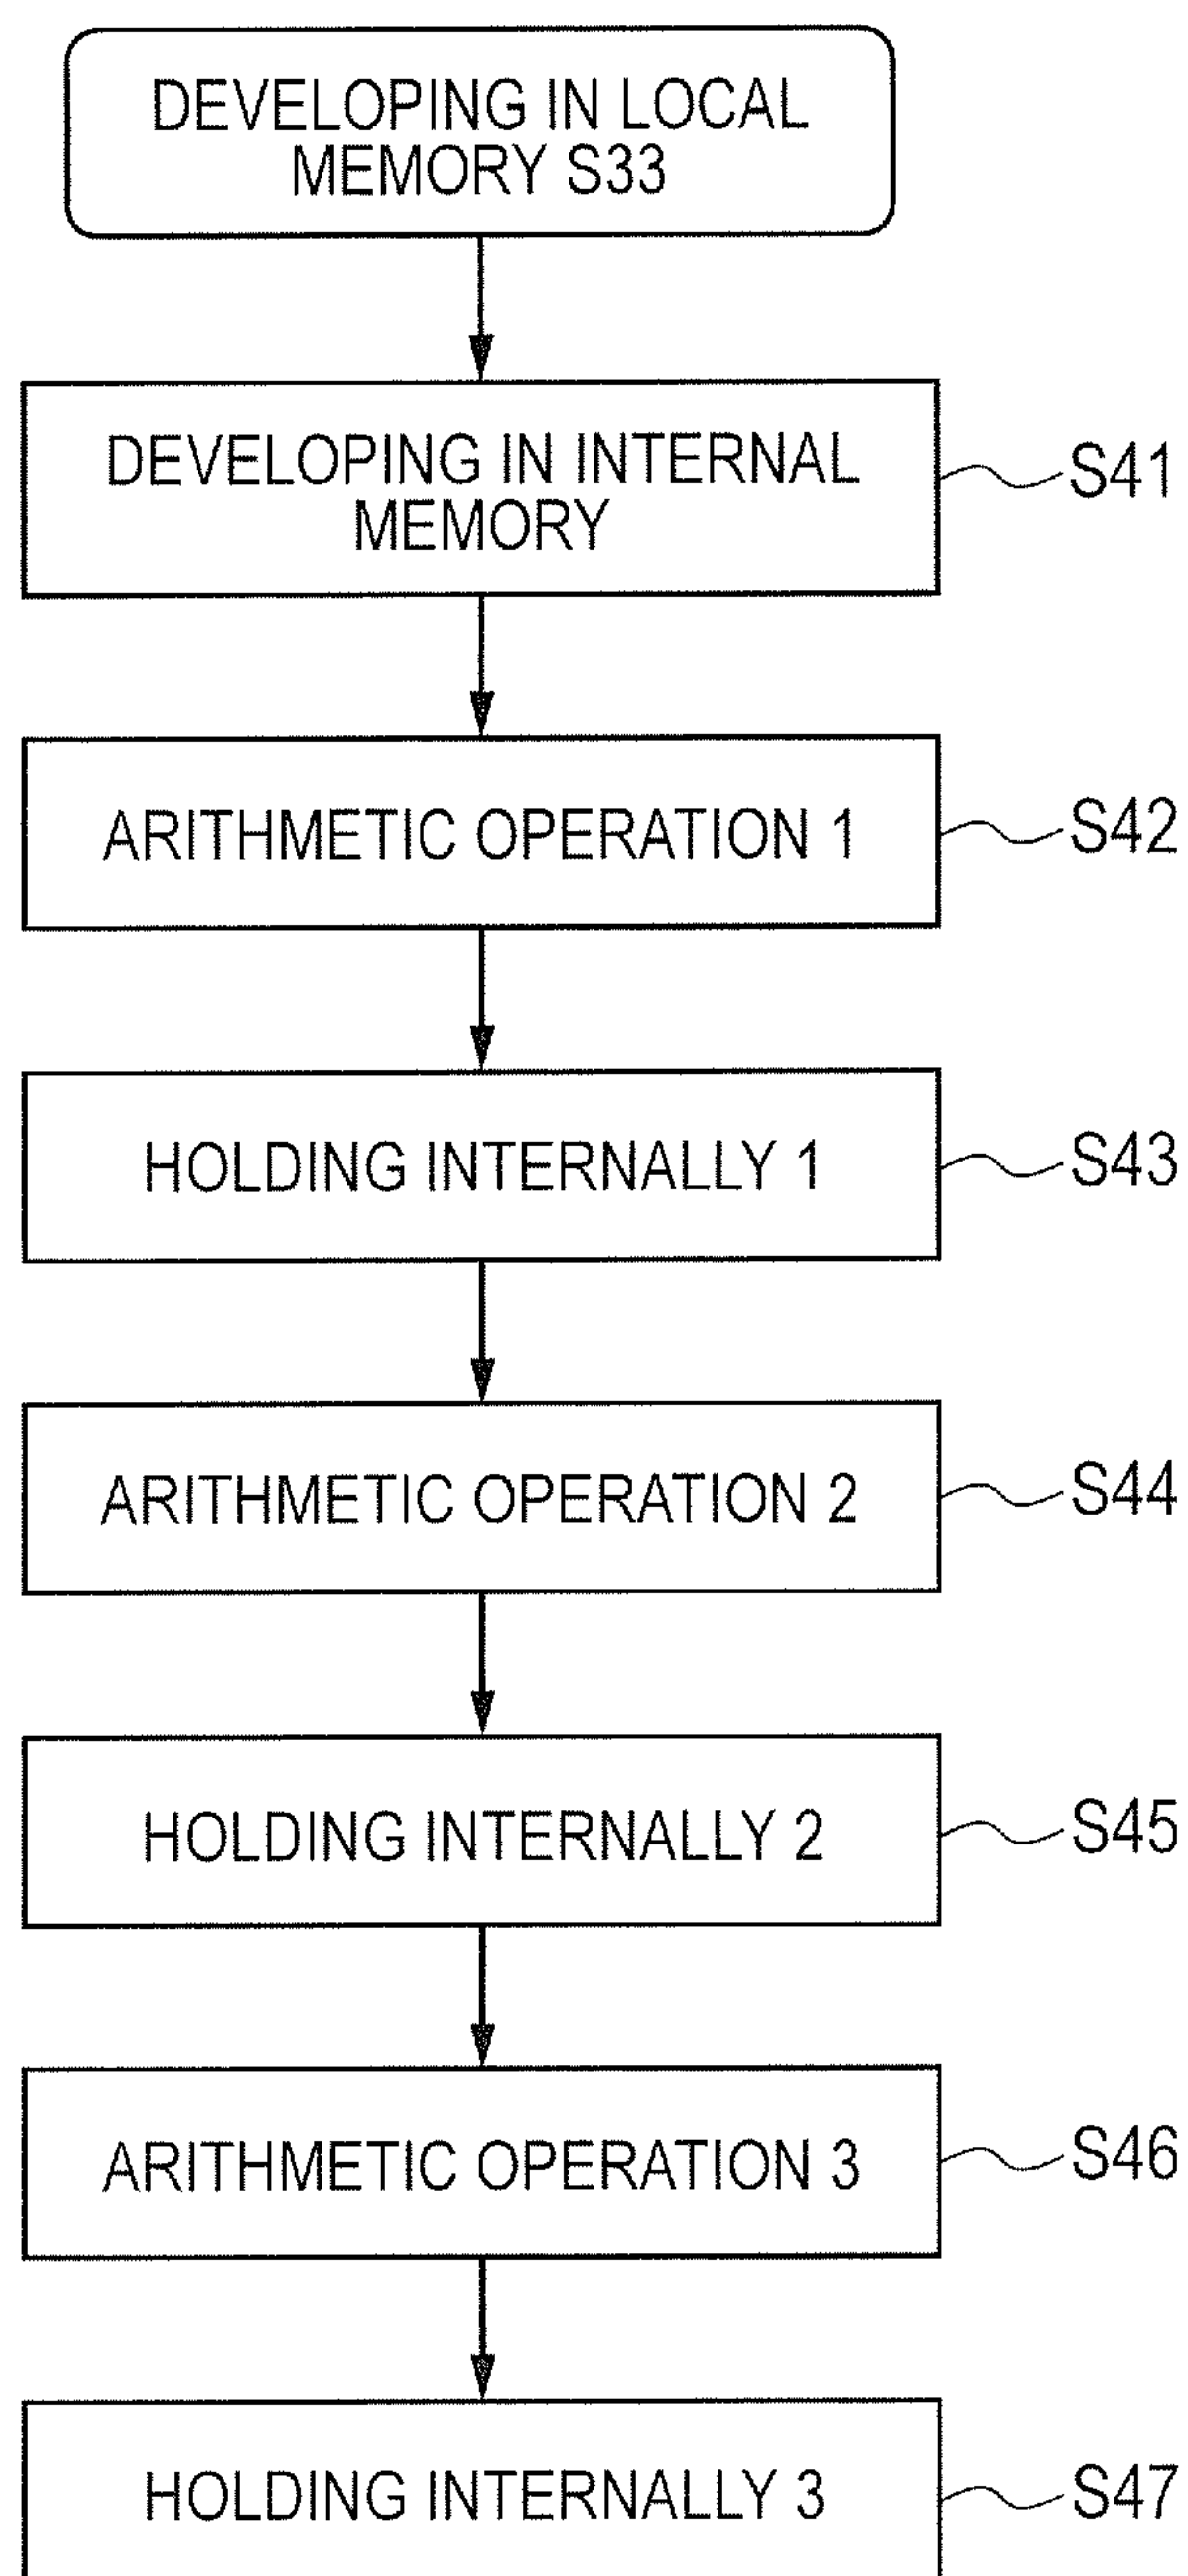 DEVELOPING IN LOCAL
MEMORY S33
DEVELOPING IN INTERNAL
MEMORY
S41
ARITHMETIC OPERATION 1
S42
HOLDING INTERNALLY 1
S43
ARITHMETIC OPERATION 2
S44
HOLDING INTERNALLY 2
S45
ARITHMETIC OPERATION 3
S46
HOLDING INTERNALLY 3
S47